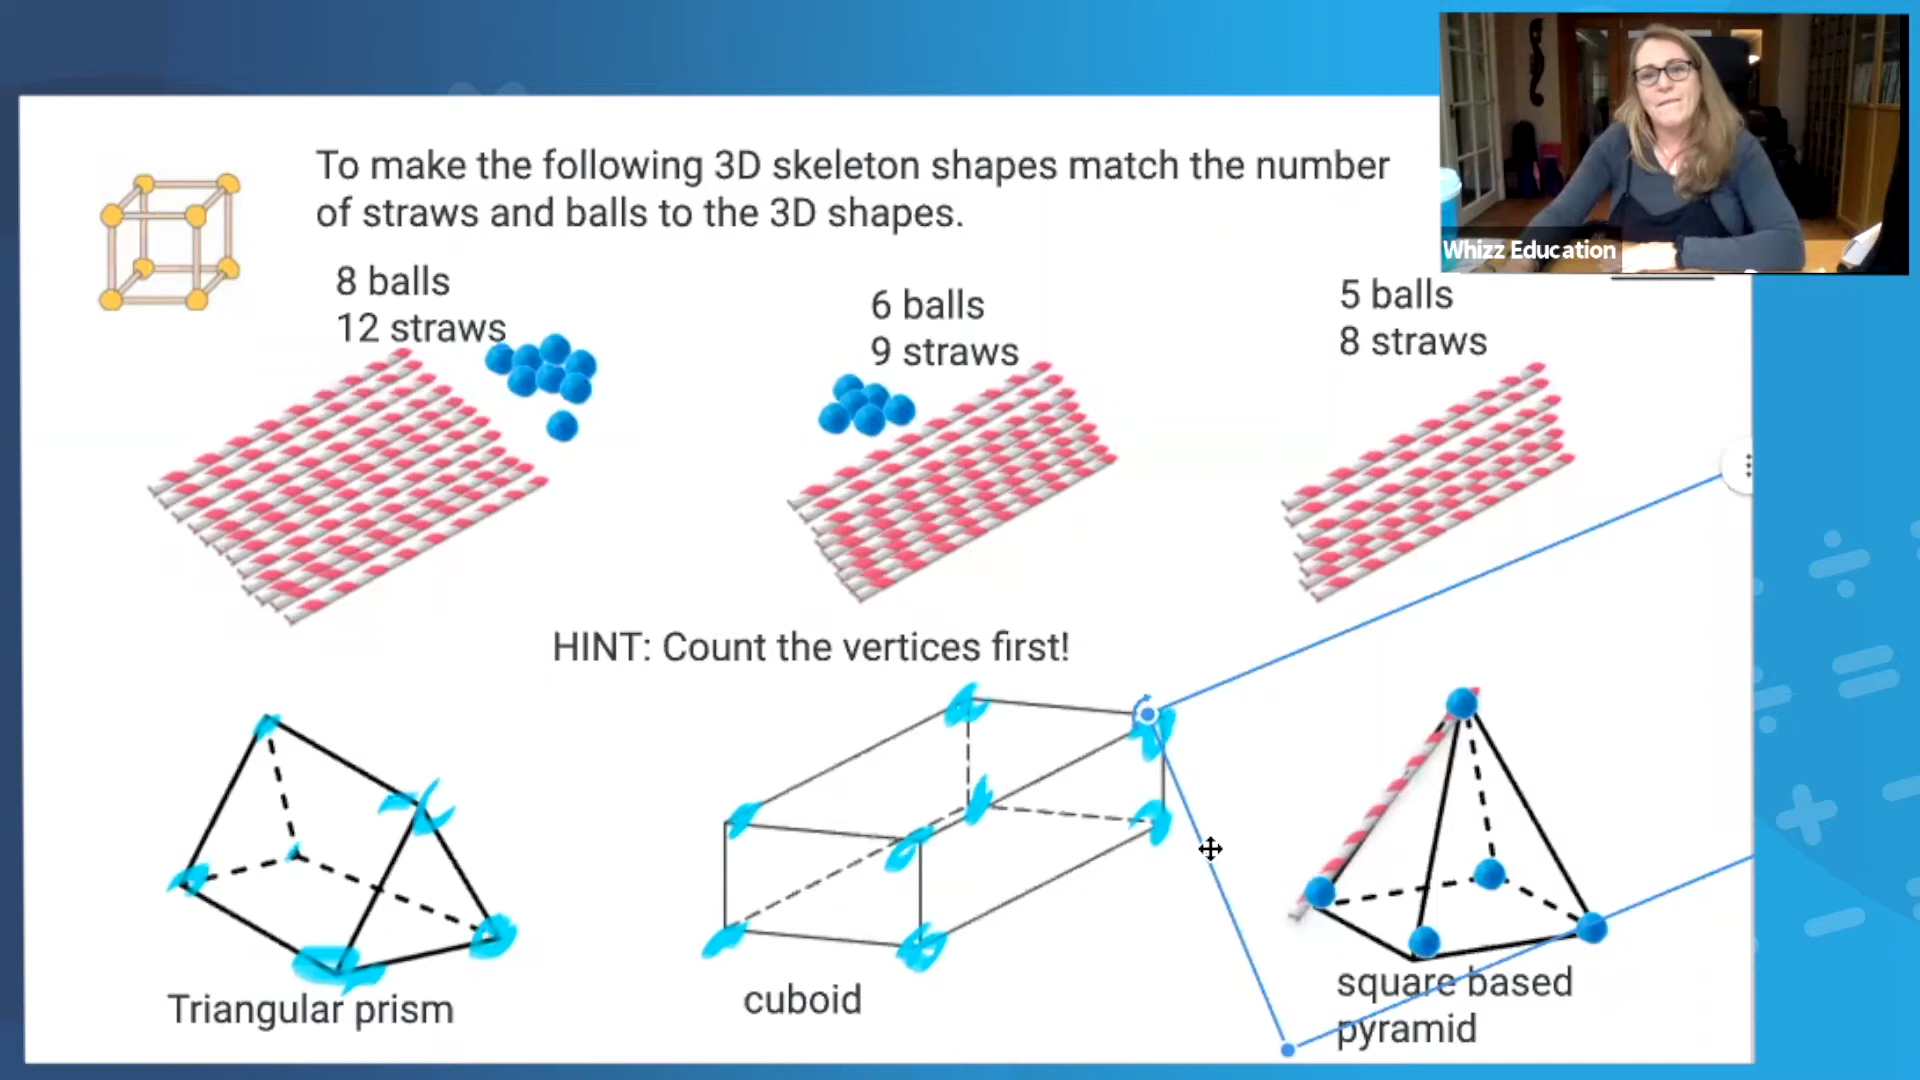 To make the following 3D skeleton shapes match the number
of straws and balls to the 3D shapes.
Whizz Education
8 balls
12 straws
6 balls
9 straws
5 balls
8 straws
HINT: Count the vertices first!
Triangular prism
cuboid
square based
pyramid